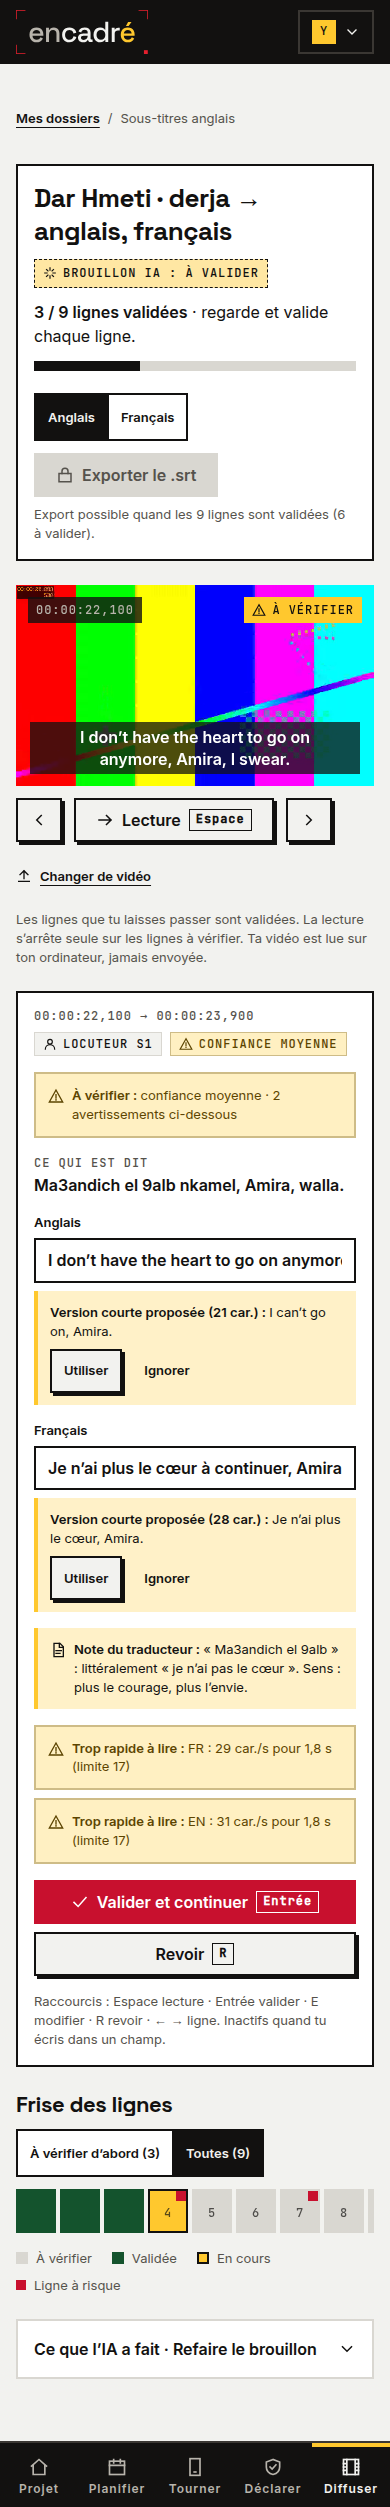 encadré
Y
Mes dossiers / Sous-titres anglais
Dar Hmeti · derja →
anglais, français
BROUILLON IA : À VALIDER
3 / 9 lignes validées · regarde et valide
chaque ligne.
Anglais Français
Exporter le .srt
Export possible quand les 9 lignes sont validées (6
à valider).
00:00:22,100 À VÉRIFIER
I don’t have the heart to go on
anymore, Amira, I swear.
Lecture Espace
Changer de vidéo
Les lignes que tu laisses passer sont validées. La lecture
s’arrête seule sur les lignes à vérifier. Ta vidéo est lue sur
ton ordinateur, jamais envoyée.
00:00:22,100 → 00:00:23,900
LOCUTEUR S1 CONFIANCE MOYENNE
À vérifier : confiance moyenne · 2
avertissements ci-dessous
CE QUI EST DIT
Ma3andich el 9alb nkamel, Amira, walla.
Anglais
I don’t have the heart to go on anymor
Version courte proposée (21 car.) : I can’t go
on, Amira.
Utiliser Ignorer
Français
Je n’ai plus le cœur à continuer, Amira
Version courte proposée (28 car.) : Je n’ai plus
le cœur, Amira.
Utiliser Ignorer
Note du traducteur : « Ma3andich el 9alb »
: littéralement « je n’ai pas le cœur ». Sens :
plus le courage, plus l’envie.
Trop rapide à lire : FR : 29 car./s pour 1,8 s
(limite 17)
Trop rapide à lire : EN : 31 car./s pour 1,8 s
(limite 17)
Valider et continuer Entrée
Revoir R
Raccourcis : Espace lecture · Entrée valider · E
modifier · R revoir · ← → ligne. Inactifs quand tu
écris dans un champ.
Frise des lignes
À vérifier d’abord (3) Toutes (9)
4 5 6 7 8
À vérifier Validée En cours
Ligne à risque
Ce que l’IA a fait · Refaire le brouillon
Projet Planifier Tourner Déclarer Diffuser